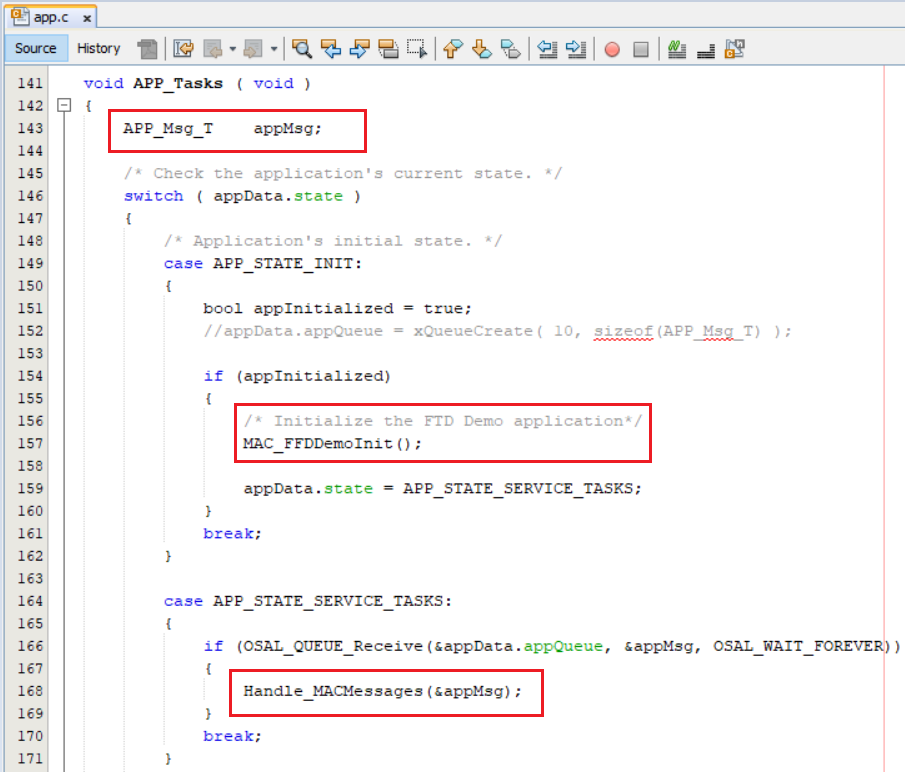 app.c
Source History
141 void APP_Tasks ( void )
142 {
143 APP_Msg_T    appMsg;
144
145 /* Check the application's current state. */
146 switch ( appData.state )
147 {
148 /* Application's initial state. */
149 case APP_STATE_INIT:
150 {
151 bool appInitialized = true;
152 //appData.appQueue = xQueueCreate( 10, sizeof(APP_Msg_T) );
153
154 if (appInitialized)
155 {
156 /* Initialize the FTD Demo application*/
157 MAC_FFDDemoInit();
158
159 appData.state = APP_STATE_SERVICE_TASKS;
160 }
161 break;
162 }
163
164 case APP_STATE_SERVICE_TASKS:
165 {
166 if (OSAL_QUEUE_Receive(&appData.appQueue, &appMsg, OSAL_WAIT_FOREVER))
167 {
168 Handle_MACMessages(&appMsg);
169 }
170 break;
171 }